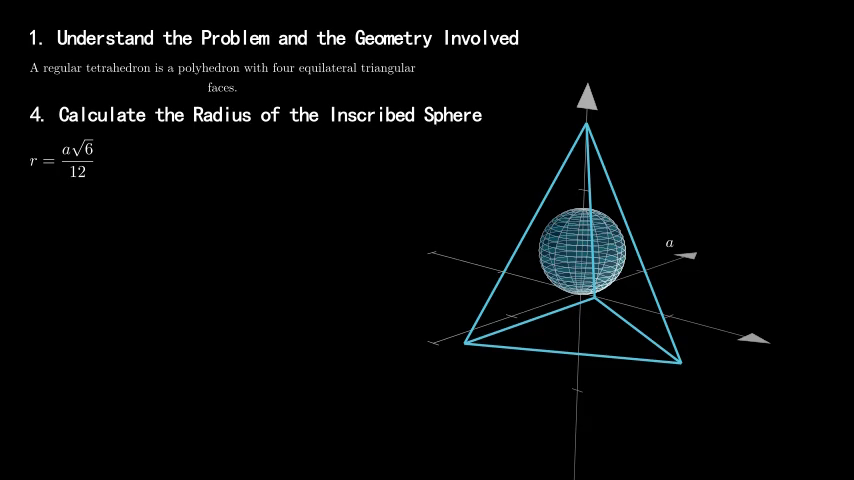 1. Understand the Problem and the Geometry Involved
A regular tetrahedron is a polyhedron with four equilateral triangular
faces.
4. Calculate the Radius of the Inscribed Sphere
r = a√6/12
a